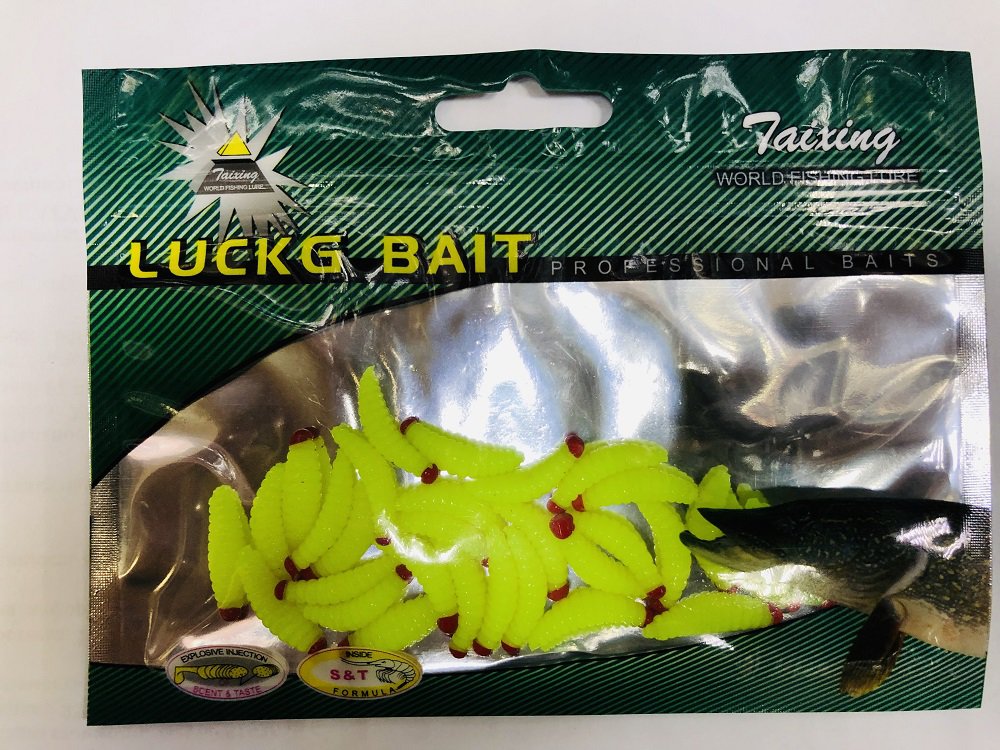 Taixing
WORLD FISHING LURE
Taixing
WORLD FISHING LURE
LUCKG BAIT
PROFESSIONAL BAITS
EXPLOSIVE INJECTION
SCENT & TASTE
INSIDE
S&T
FORMULA